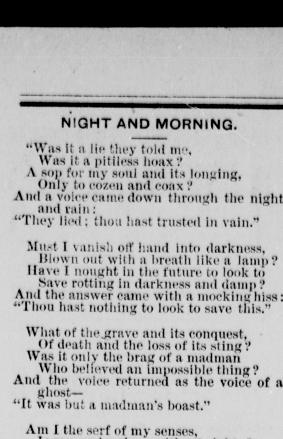 NIGHT AND MORNING.
"Was it a lie they told me,
Was it a pitiless hoax?
A sop for my soul and its longing,
Only to cozen and coax?
And a voice came down through the night
and rain:
"They lied; thou hast trusted in vain."
Must I vanish off hand into darkness,
Blown out with a breath like a lamp?
Have I nought in the future to look to
Save rotting in darkness and damp?
And the answer came with a mocking hiss:
"Thou hast nothing to look to save this."
What of the grave and its conquest,
Of death and the loss of its sting?
Was it only the brag of a madman
Who believed an impossible thing?
And the voice returned as the voice of a
ghost—
"It was but a madman's boast."
Am I the serf of my senses,